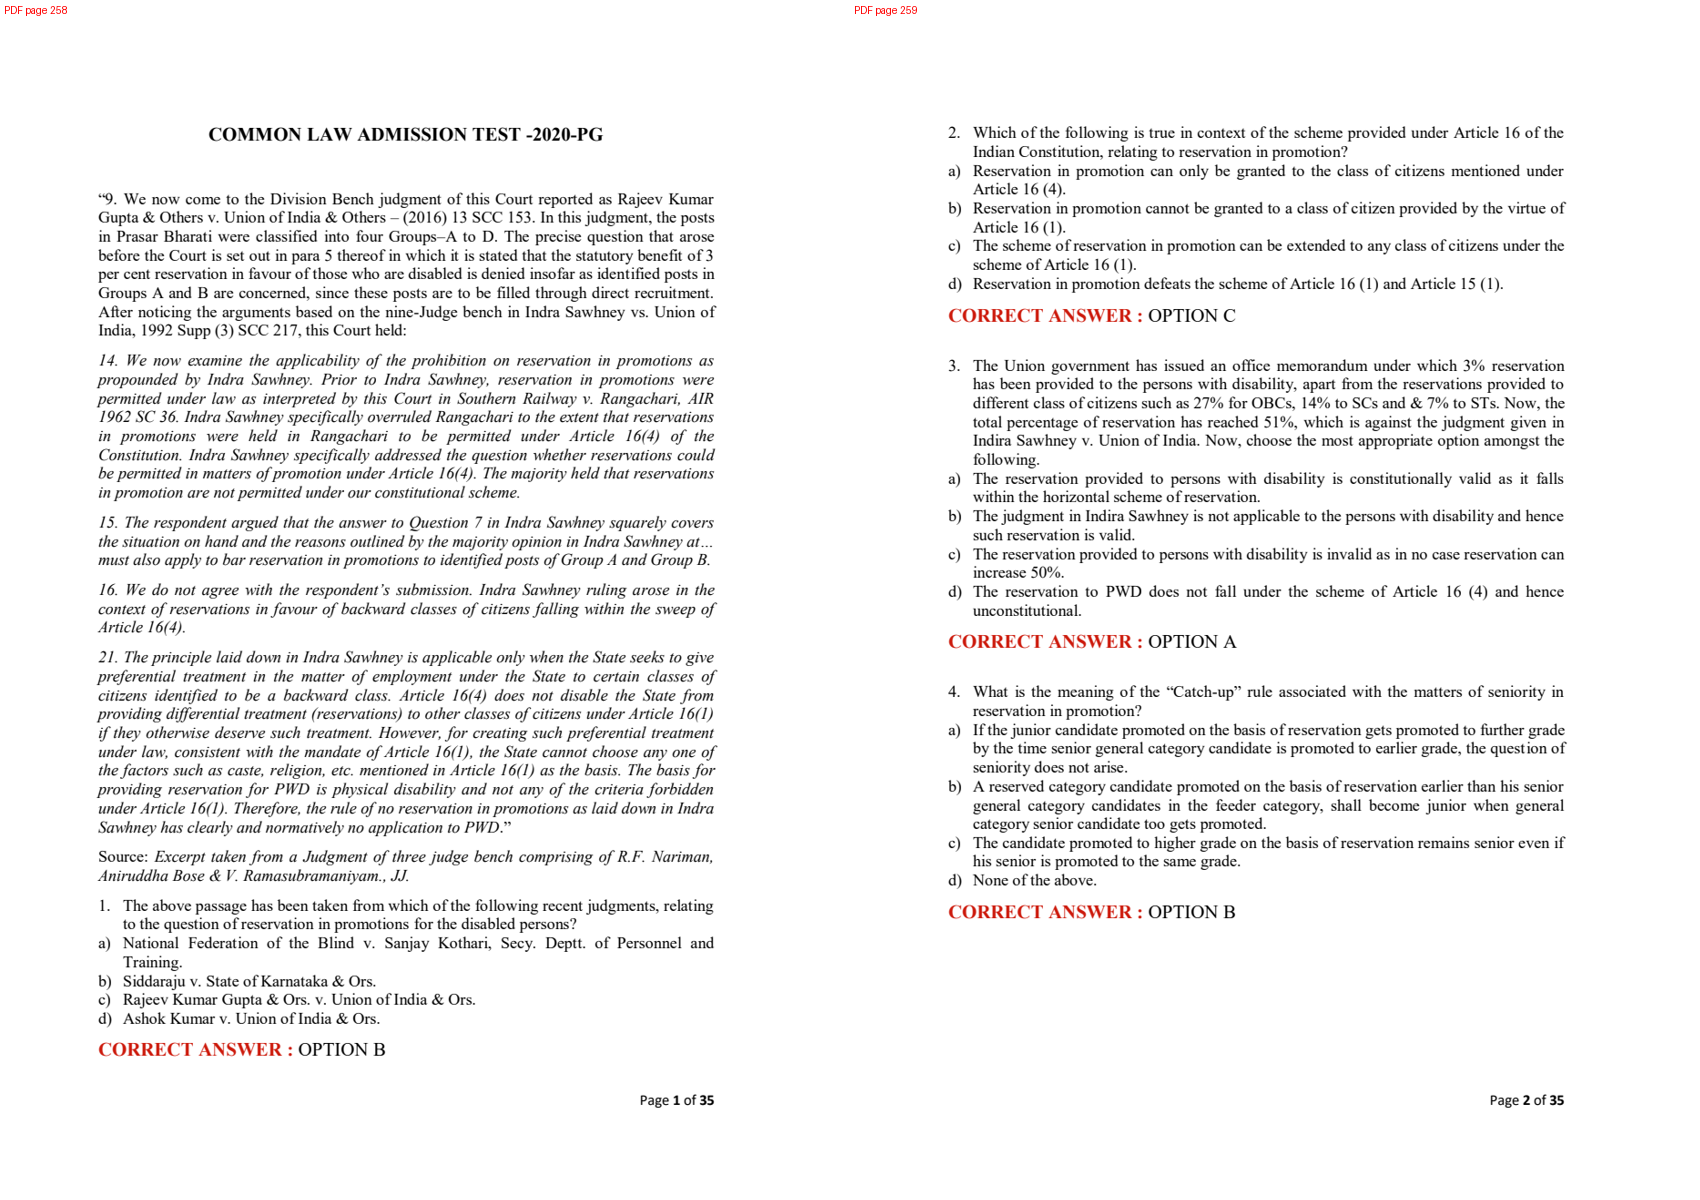 PDF page 258
COMMON LAW ADMISSION TEST -2020-PG
“9. We now come to the Division Bench judgment of this Court reported as Rajeev Kumar
Gupta & Others v. Union of India & Others – (2016) 13 SCC 153. In this judgment, the posts
in Prasar Bharati were classified into four Groups–A to D. The precise question that arose
before the Court is set out in para 5 thereof in which it is stated that the statutory benefit of 3
per cent reservation in favour of those who are disabled is denied insofar as identified posts in
Groups A and B are concerned, since these posts are to be filled through direct recruitment.
After noticing the arguments based on the nine-Judge bench in Indra Sawhney vs. Union of
India, 1992 Supp (3) SCC 217, this Court held:
14. We now examine the applicability of the prohibition on reservation in promotions as
propounded by Indra Sawhney. Prior to Indra Sawhney, reservation in promotions were
permitted under law as interpreted by this Court in Southern Railway v. Rangachari, AIR
1962 SC 36. Indra Sawhney specifically overruled Rangachari to the extent that reservations
in promotions were held in Rangachari to be permitted under Article 16(4) of the
Constitution. Indra Sawhney specifically addressed the question whether reservations could
be permitted in matters of promotion under Article 16(4). The majority held that reservations
in promotion are not permitted under our constitutional scheme.
15. The respondent argued that the answer to Question 7 in Indra Sawhney squarely covers
the situation on hand and the reasons outlined by the majority opinion in Indra Sawhney at…
must also apply to bar reservation in promotions to identified posts of Group A and Group B.
16. We do not agree with the respondent’s submission. Indra Sawhney ruling arose in the
context of reservations in favour of backward classes of citizens falling within the sweep of
Article 16(4).
21. The principle laid down in Indra Sawhney is applicable only when the State seeks to give
preferential treatment in the matter of employment under the State to certain classes of
citizens identified to be a backward class. Article 16(4) does not disable the State from
providing differential treatment (reservations) to other classes of citizens under Article 16(1)
if they otherwise deserve such treatment. However, for creating such preferential treatment
under law, consistent with the mandate of Article 16(1), the State cannot choose any one of
the factors such as caste, religion, etc. mentioned in Article 16(1) as the basis. The basis for
providing reservation for PWD is physical disability and not any of the criteria forbidden
under Article 16(1). Therefore, the rule of no reservation in promotions as laid down in Indra
Sawhney has clearly and normatively no application to PWD.”
Source: Excerpt taken from a Judgment of three judge bench comprising of R.F. Nariman,
Aniruddha Bose & V. Ramasubramaniyam., JJ.
1. The above passage has been taken from which of the following recent judgments, relating
to the question of reservation in promotions for the disabled persons?
a) National Federation of the Blind v. Sanjay Kothari, Secy. Deptt. of Personnel and
Training.
b) Siddaraju v. State of Karnataka & Ors.
c) Rajeev Kumar Gupta & Ors. v. Union of India & Ors.
d) Ashok Kumar v. Union of India & Ors.
CORRECT ANSWER : OPTION B
Page 1 of 35
PDF page 259
2. Which of the following is true in context of the scheme provided under Article 16 of the
Indian Constitution, relating to reservation in promotion?
a) Reservation in promotion can only be granted to the class of citizens mentioned under
Article 16 (4).
b) Reservation in promotion cannot be granted to a class of citizen provided by the virtue of
Article 16 (1).
c) The scheme of reservation in promotion can be extended to any class of citizens under the
scheme of Article 16 (1).
d) Reservation in promotion defeats the scheme of Article 16 (1) and Article 15 (1).
CORRECT ANSWER : OPTION C
3. The Union government has issued an office memorandum under which 3% reservation
has been provided to the persons with disability, apart from the reservations provided to
different class of citizens such as 27% for OBCs, 14% to SCs and & 7% to STs. Now, the
total percentage of reservation has reached 51%, which is against the judgment given in
Indira Sawhney v. Union of India. Now, choose the most appropriate option amongst the
following.
a) The reservation provided to persons with disability is constitutionally valid as it falls
within the horizontal scheme of reservation.
b) The judgment in Indira Sawhney is not applicable to the persons with disability and hence
such reservation is valid.
c) The reservation provided to persons with disability is invalid as in no case reservation can
increase 50%.
d) The reservation to PWD does not fall under the scheme of Article 16 (4) and hence
unconstitutional.
CORRECT ANSWER : OPTION A
4. What is the meaning of the “Catch-up” rule associated with the matters of seniority in
reservation in promotion?
a) If the junior candidate promoted on the basis of reservation gets promoted to further grade
by the time senior general category candidate is promoted to earlier grade, the question of
seniority does not arise.
b) A reserved category candidate promoted on the basis of reservation earlier than his senior
general category candidates in the feeder category, shall become junior when general
category senior candidate too gets promoted.
c) The candidate promoted to higher grade on the basis of reservation remains senior even if
his senior is promoted to the same grade.
d) None of the above.
CORRECT ANSWER : OPTION B
Page 2 of 35